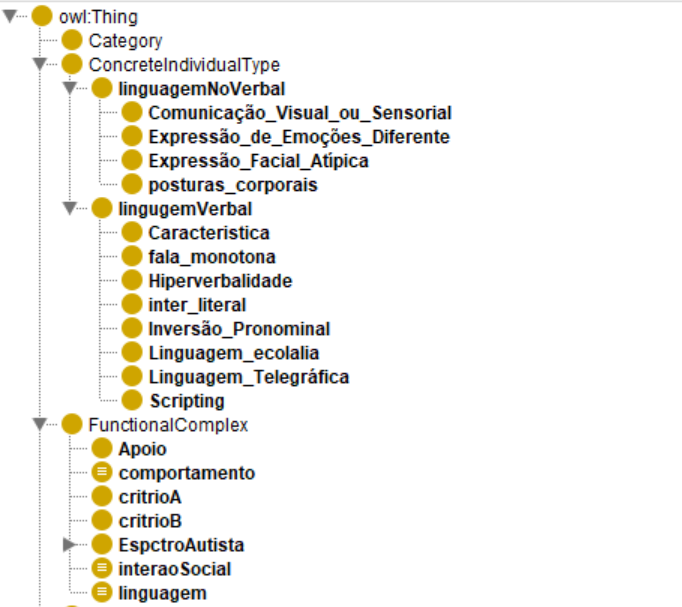 owl:Thing
Category
ConcreteIndividualType
linguagemNoVerbal
Comunicação_Visual_ou_Sensorial
Expressão_de_Emoções_Diferente
Expressão_Facial_Atípica
posturas_corporais
lingugemVerbal
Caracteristica
fala_monotona
Hiperverbalidade
inter_literal
Inversão_Pronominal
Linguagem_ecolalia
Linguagem_Telegráfica
Scripting
FunctionalComplex
Apoio
comportamento
critrioA
critrioB
EspctroAutista
interaoSocial
linguagem